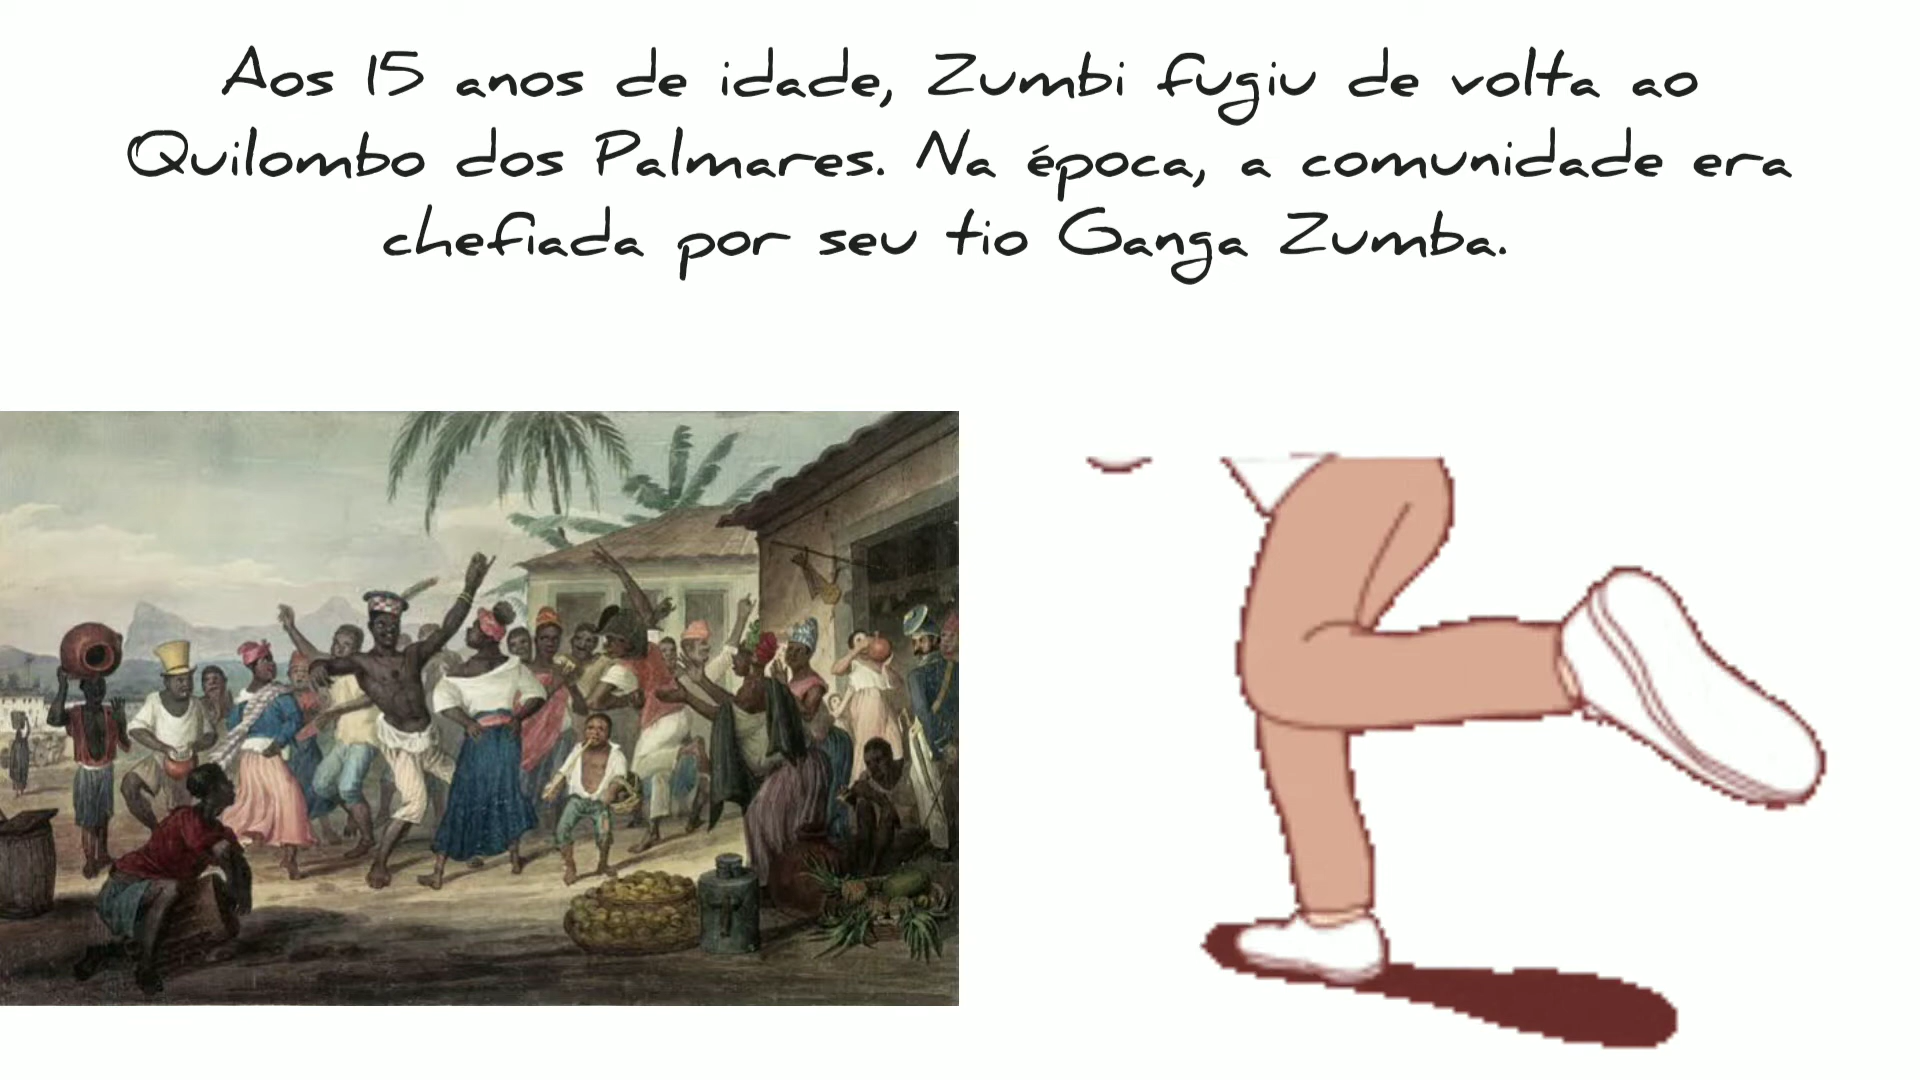 Aos 15 anos de idade, Zumbi fugiu de volta ao
Quilombo dos Palmares. Na época, a comunidade era
chefiada por seu tio Ganga Zumba.